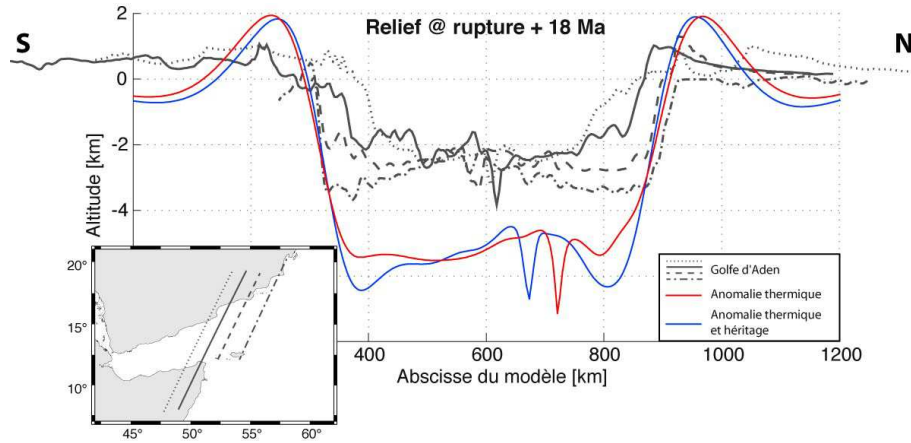 Relief @ rupture + 18 Ma
S
N
2
0
-2
-4
Altitude [km]
400
600
800
1000
1200
Abscisse du modèle [km]
Golfe d'Aden
Anomalie thermique
Anomalie thermique
et héritage
20°
15°
10°
45°
50°
55°
60°